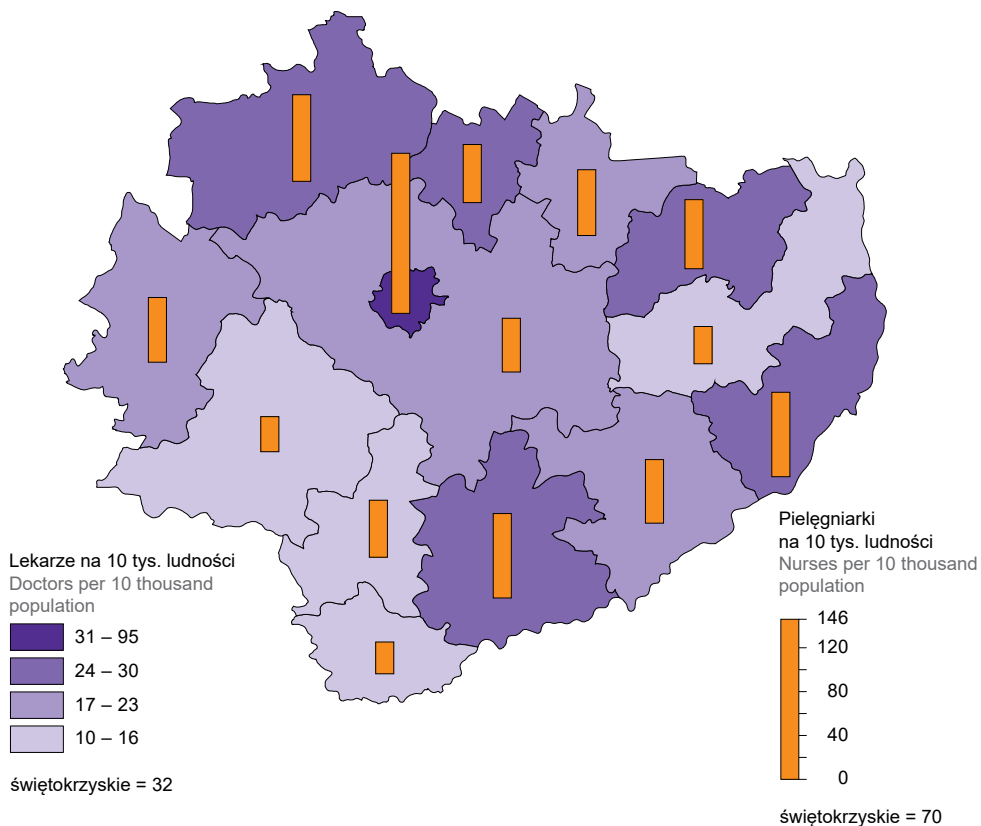 Lekarze na 10 tys. ludności
Doctors per 10 thousand
population
31 – 95
24 – 30
17 – 23
10 – 16
świętokrzyskie = 32
Pielęgniarki
na 10 tys. ludności
Nurses per 10 thousand
population
146
120
80
40
0
świętokrzyskie = 70